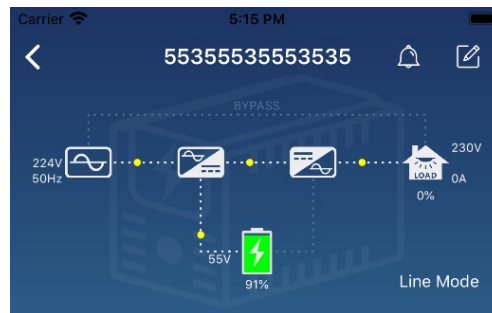 Carrier 5:15 PM
55355535553535
BYPASS
224V
50Hz
230V
LOAD 0A
0%
55V
91%
Line Mode